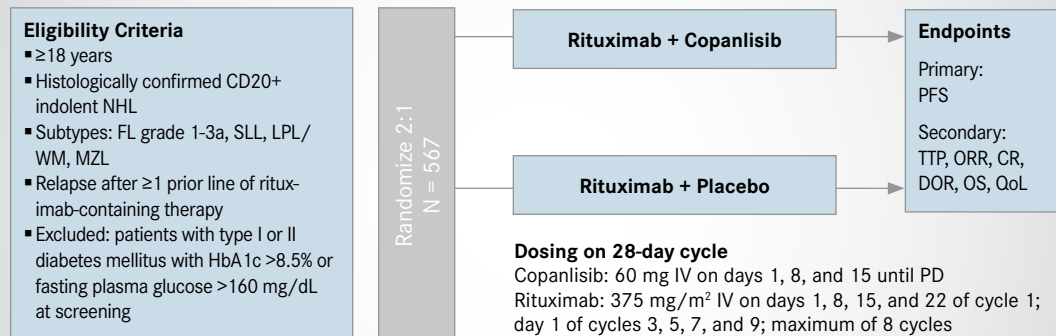 Eligibility Criteria
▪ ≥18 years
▪ Histologically confirmed CD20+
indolent NHL
▪ Subtypes: FL grade 1-3a, SLL, LPL/
WM, MZL
▪ Relapse after ≥1 prior line of ritux-
imab-containing therapy
▪ Excluded: patients with type I or II
diabetes mellitus with HbA1c >8.5% or
fasting plasma glucose >160 mg/dL
at screening
Randomize 2:1
N = 567
Rituximab + Copanlisib
Rituximab + Placebo
Endpoints
Primary:
PFS
Secondary:
TTP, ORR, CR,
DOR, OS, QoL
Dosing on 28-day cycle
Copanlisib: 60 mg IV on days 1, 8, and 15 until PD
Rituximab: 375 mg/m² IV on days 1, 8, 15, and 22 of cycle 1;
day 1 of cycles 3, 5, 7, and 9; maximum of 8 cycles